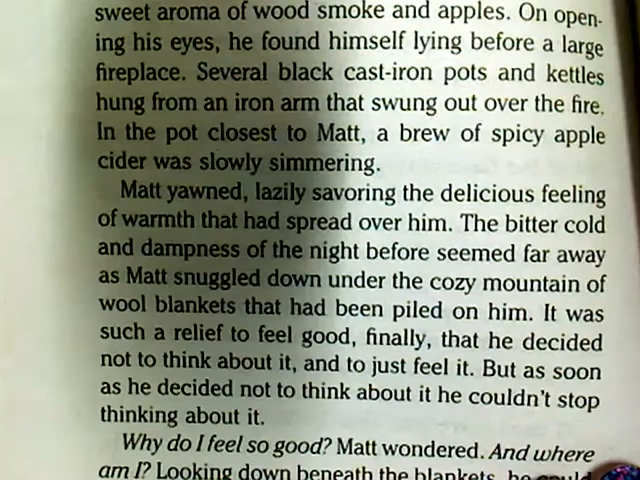 sweet aroma of wood smoke and apples. On open-
ing his eyes, he found himself lying before a large
fireplace. Several black cast-iron pots and kettles
hung from an iron arm that swung out over the fire.
In the pot closest to Matt, a brew of spicy apple
cider was slowly simmering.
Matt yawned, lazily savoring the delicious feeling
of warmth that had spread over him. The bitter cold
and dampness of the night before seemed far away
as Matt snuggled down under the cozy mountain of
wool blankets that had been piled on him. It was
such a relief to feel good, finally, that he decided
not to think about it, and to just feel it. But as soon
as he decided not to think about it he couldn't stop
thinking about it.
Why do I feel so good? Matt wondered. And where
am I? Looking down beneath the blankets, he could